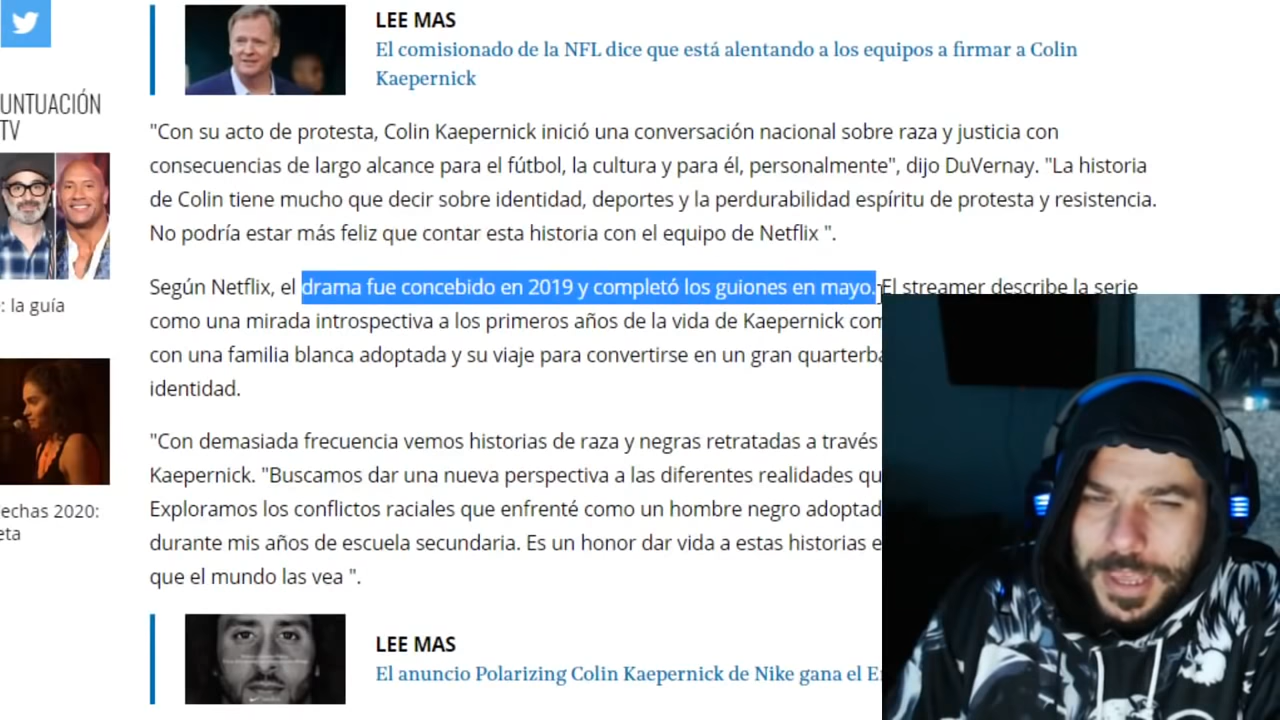 LEE MAS
El comisionado de la NFL dice que está alentando a los equipos a firmar a Colin
Kaepernick
UNTUACIÓN
TV
"Con su acto de protesta, Colin Kaepernick inició una conversación nacional sobre raza y justicia con
consecuencias de largo alcance para el fútbol, la cultura y para él, personalmente", dijo DuVernay. "La historia
de Colin tiene mucho que decir sobre identidad, deportes y la perdurabilidad espíritu de protesta y resistencia.
No podría estar más feliz que contar esta historia con el equipo de Netflix ".
: la guía
Según Netflix, el drama fue concebido en 2019 y completó los guiones en mayo. El streamer describe la serie
como una mirada introspectiva a los primeros años de la vida de Kaepernick com
con una familia blanca adoptada y su viaje para convertirse en un gran quarterba
identidad.
"Con demasiada frecuencia vemos historias de raza y negras retratadas a través
Kaepernick. "Buscamos dar una nueva perspectiva a las diferentes realidades qu
Exploramos los conflictos raciales que enfrenté como un hombre negro adoptad
durante mis años de escuela secundaria. Es un honor dar vida a estas historias e
que el mundo las vea ".
echas 2020:
eta
LEE MAS
El anuncio Polarizing Colin Kaepernick de Nike gana el E